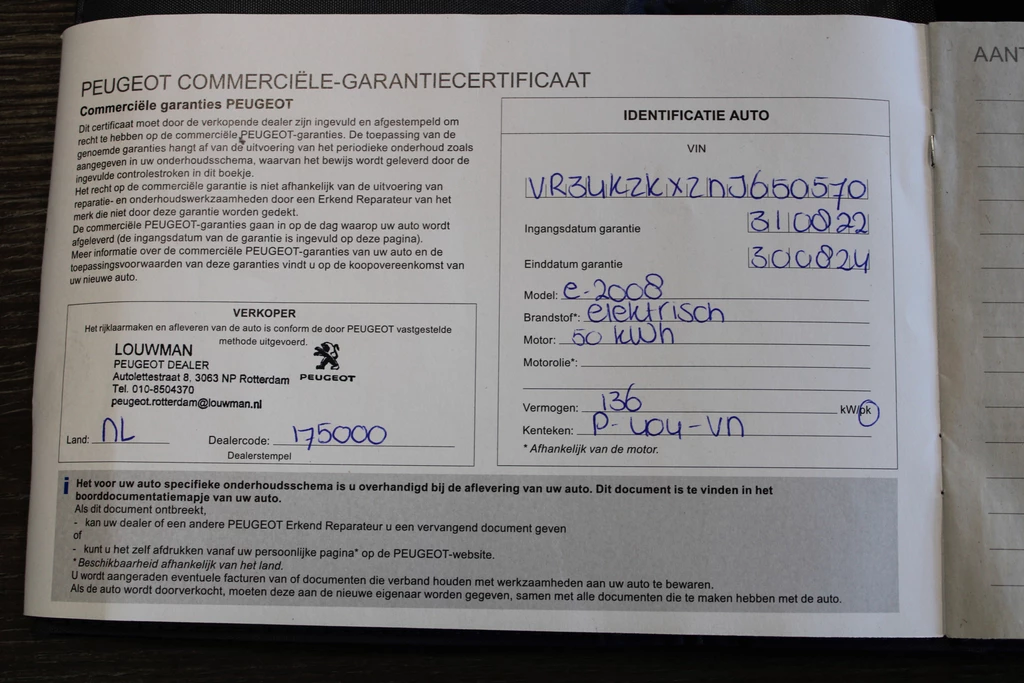 PEUGEOT COMMERCIËLE-GARANTIECERTIFICAAT
Commerciële garanties PEUGEOT
Dit certificaat moet door de verkopende dealer zijn ingevuld en afgestempeld om
recht te hebben op de commerciële PEUGEOT-garanties. De toepassing van de
genoemde garanties hangt af van de uitvoering van het periodieke onderhoud zoals
aangegeven in uw onderhoudsschema, waarvan het bewijs wordt geleverd door de
ingevulde controlestroken in dit boekje.
Het recht op de commerciële garantie is niet afhankelijk van de uitvoering van
reparatie- en onderhoudswerkzaamheden door een Erkend Reparateur van het
merk die niet door deze garantie worden gedekt.
De commerciële PEUGEOT-garanties gaan in op de dag waarop uw auto wordt
afgeleverd (de ingangsdatum van de garantie is ingevuld op deze pagina).
Meer informatie over de commerciële PEUGEOT-garanties van uw auto en de
toepassingsvoorwaarden van deze garanties vindt u op de koopovereenkomst van
uw nieuwe auto.
VERKOPER
Het rijklaarmaken en afleveren van de auto is conform de door PEUGEOT vastgestelde
methode uitgevoerd.
LOUWMAN
PEUGEOT DEALER
Autolettestraat 8, 3063 NP Rotterdam
Tel. 010-8504370
peugeot.rotterdam@louwman.nl
PEUGEOT
Land: NL
Dealercode: 175000
Dealerstempel
IDENTIFICATIE AUTO
VIN
VR3UKZKXZNJ650570
Ingangsdatum garantie 310822
Einddatum garantie 300824
Model: e-2008
Brandstof*: elektrisch
Motor: 50 kWh
Motorolie*:
Vermogen: 136 kW/pk
Kenteken: P-404-VN
* Afhankelijk van de motor.
i Het voor uw auto specifieke onderhoudsschema is u overhandigd bij de aflevering van uw auto. Dit document is te vinden in het
boorddocumentatiemapje van uw auto.
Als dit document ontbreekt,
- kan uw dealer of een andere PEUGEOT Erkend Reparateur u een vervangend document geven
of
- kunt u het zelf afdrukken vanaf uw persoonlijke pagina* op de PEUGEOT-website.
* Beschikbaarheid afhankelijk van het land.
U wordt aangeraden eventuele facturen van of documenten die verband houden met werkzaamheden aan uw auto te bewaren.
Als de auto wordt doorverkocht, moeten deze aan de nieuwe eigenaar worden gegeven, samen met alle documenten die te maken hebben met de auto.
AANT